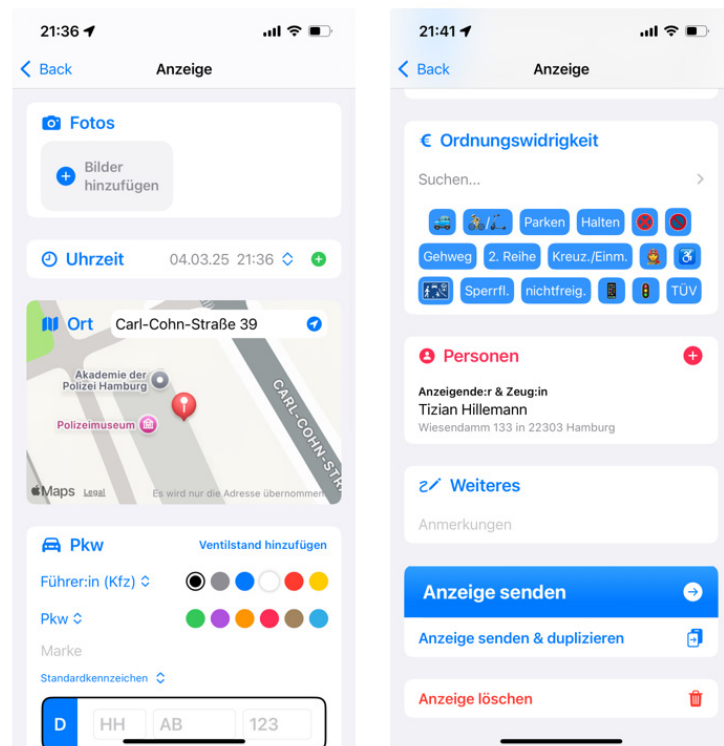 21:36
Back
Anzeige
Fotos
Bilder
hinzufügen
Uhrzeit
04.03.25 21:36
Ort
Carl-Cohn-Straße 39
Akademie der
Polizei Hamburg
Polizeimuseum
CARL-COHN-STR
Maps Legal
Es wird nur die Adresse übernommen
Pkw
Ventilstand hinzufügen
Führer:in (Kfz)
Pkw
Marke
Standardkennzeichen
D HH AB 123
21:41
Back
Anzeige
€ Ordnungswidrigkeit
Suchen...
/ Parken Halten
Gehweg 2. Reihe Kreuz./Einm.
Sperrfl. nichtfreig. TÜV
Personen
Anzeigende:r & Zeug:in
Tizian Hillemann
Wiesendamm 133 in 22303 Hamburg
Weiteres
Anmerkungen
Anzeige senden
Anzeige senden & duplizieren
Anzeige löschen